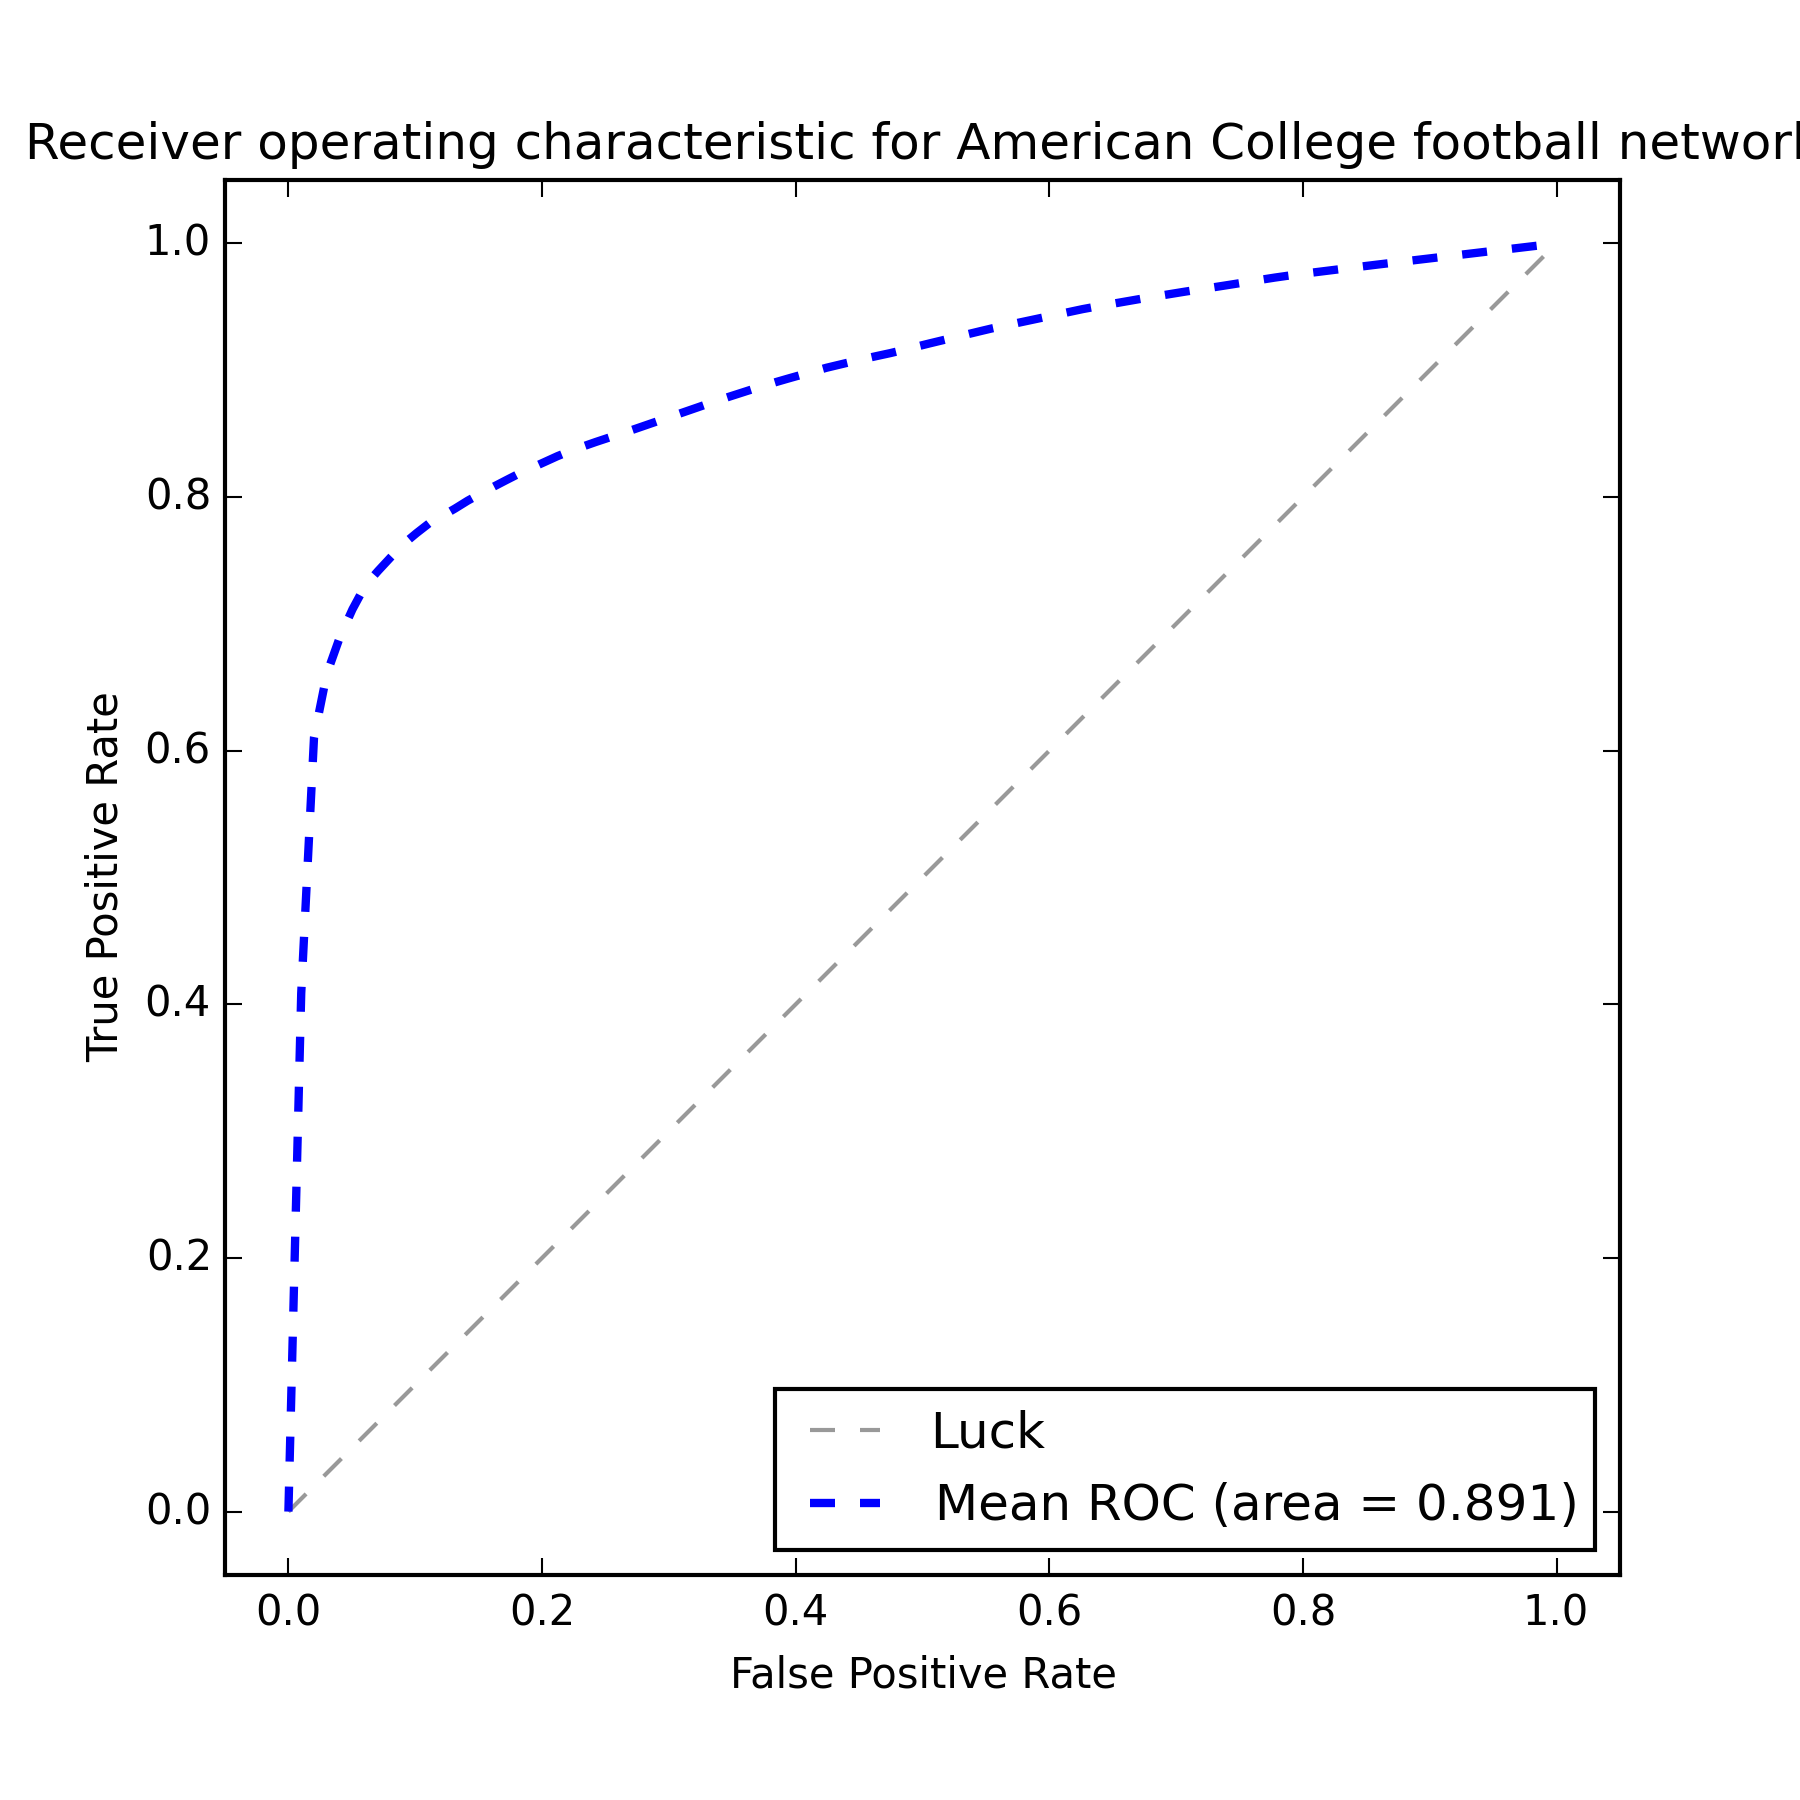 Receiver operating characteristic for American College football networ
1.0
0.8
0.6
0.4
0.2
0.0
True Positive Rate
Luck
Mean ROC (area = 0.891)
0.0 0.2 0.4 0.6 0.8 1.0
False Positive Rate